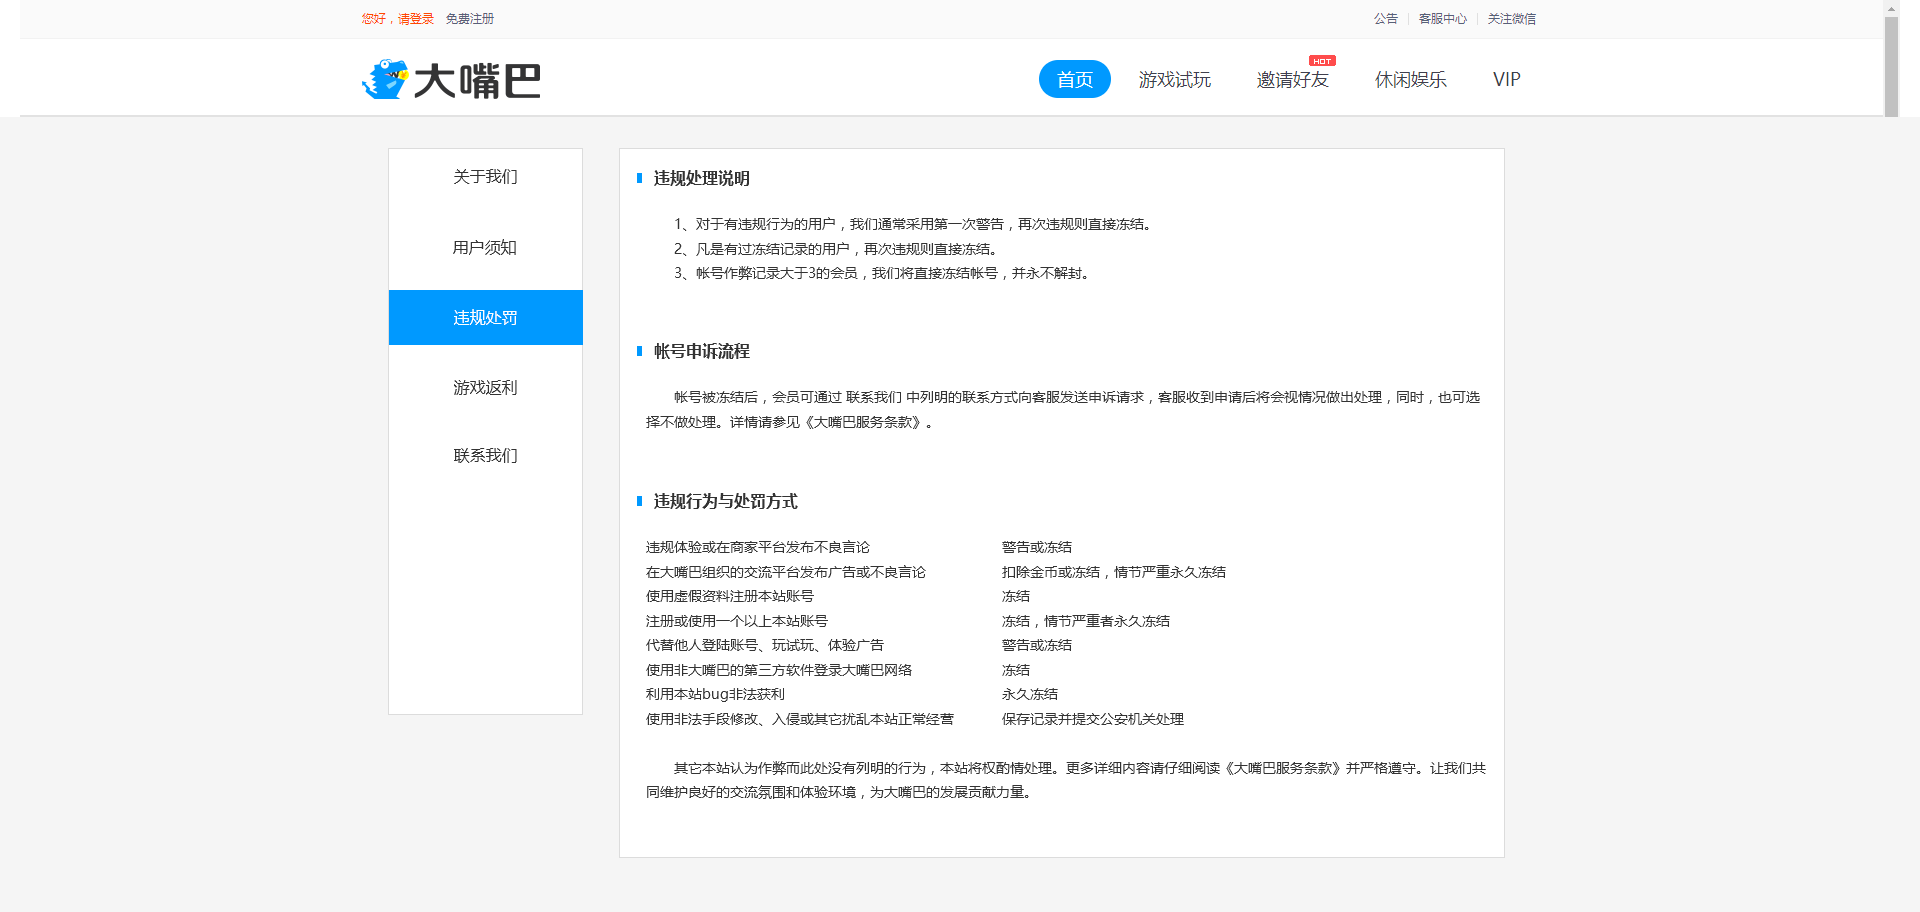 您好，请登录 免费注册
公告 客服中心 关注微信
大嘴巴
首页 游戏试玩 邀请好友 HOT 休闲娱乐 VIP
关于我们
用户须知
违规处罚
游戏返利
联系我们
违规处理说明
1、对于有违规行为的用户，我们通常采用第一次警告，再次违规则直接冻结。
2、凡是有过冻结记录的用户，再次违规则直接冻结。
3、帐号作弊记录大于3的会员，我们将直接冻结帐号，并永不解封。
帐号申诉流程
帐号被冻结后，会员可通过 联系我们 中列明的联系方式向客服发送申诉请求，客服收到申请后将会视情况做出处理，同时，也可选
择不做处理。详情请参见《大嘴巴服务条款》。
违规行为与处罚方式
违规体验或在商家平台发布不良言论 警告或冻结
在大嘴巴组织的交流平台发布广告或不良言论 扣除金币或冻结，情节严重永久冻结
使用虚假资料注册本站账号 冻结
注册或使用一个以上本站账号 冻结，情节严重者永久冻结
代替他人登陆账号、玩试玩、体验广告 警告或冻结
使用非大嘴巴的第三方软件登录大嘴巴网络 冻结
利用本站bug非法获利 永久冻结
使用非法手段修改、入侵或其它扰乱本站正常经营 保存记录并提交公安机关处理
其它本站认为作弊而此处没有列明的行为，本站将权酌情处理。更多详细内容请仔细阅读《大嘴巴服务条款》并严格遵守。让我们共
同维护良好的交流氛围和体验环境，为大嘴巴的发展贡献力量。